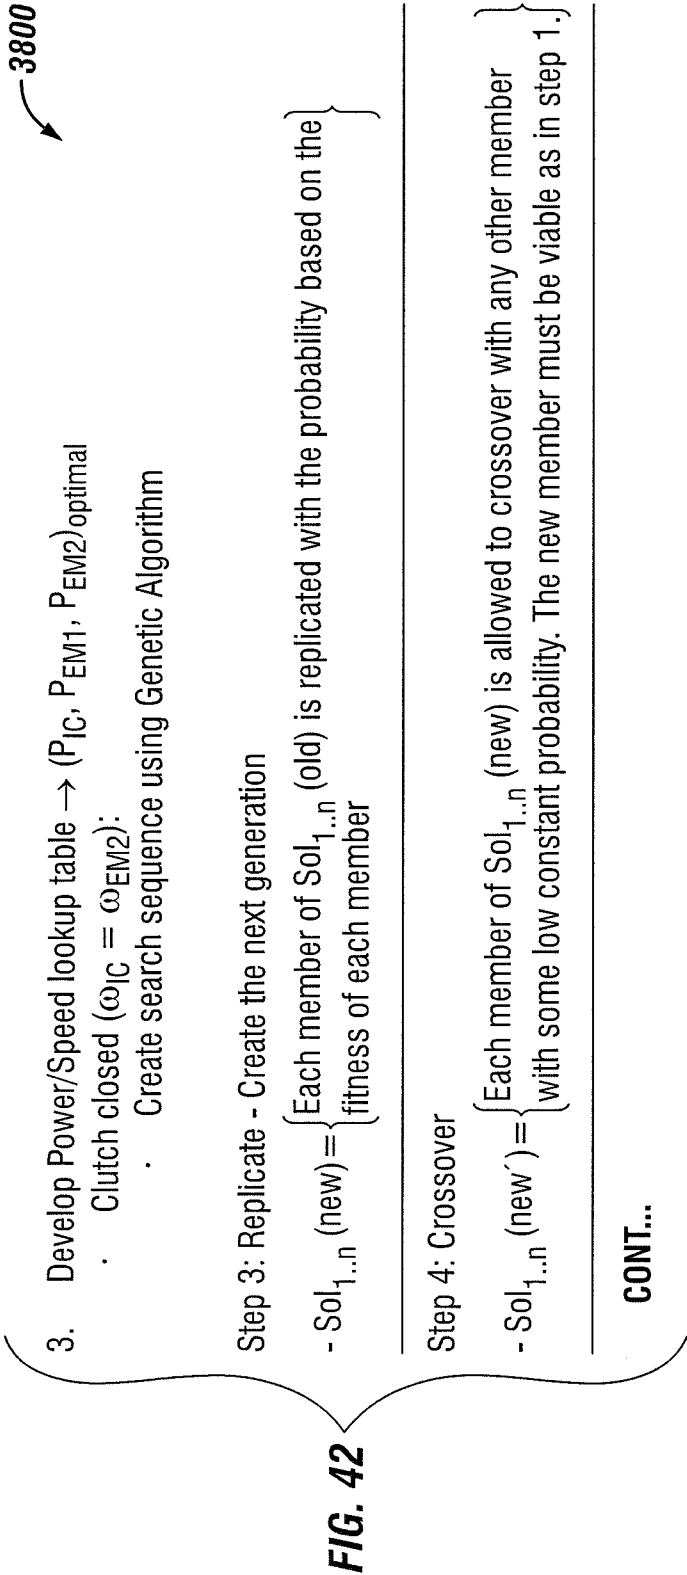 3800
3. Develop Power/Speed lookup table → (P_IC, P_EM1, P_EM2)optimal
· Clutch closed (ω_IC = ω_EM2):
· Create search sequence using Genetic Algorithm
Step 3: Replicate - Create the next generation
- Sol_1..n (new) = {Each member of Sol_1..n (old) is replicated with the probability based on the
fitness of each member}
Step 4: Crossover
- Sol_1..n (new´) = {Each member of Sol_1..n (new) is allowed to crossover with any other member
with some low constant probability. The new member must be viable as in step 1.}
CONT...
FIG. 42